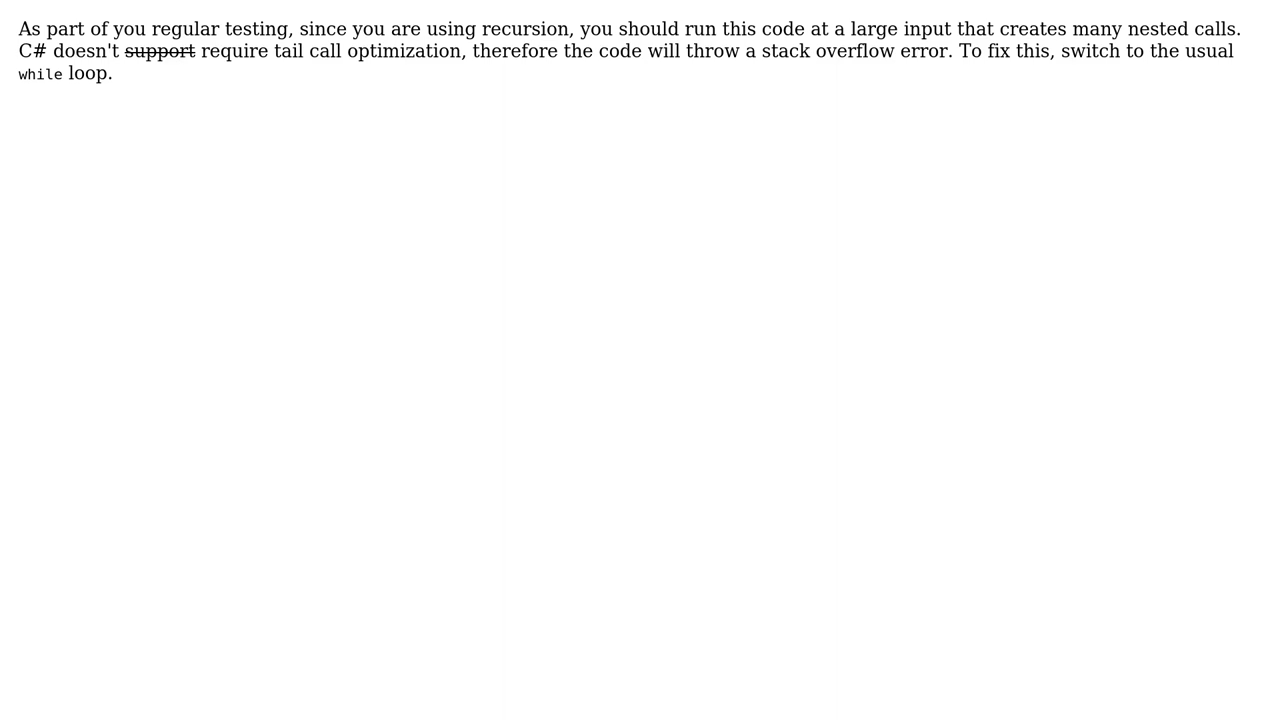 As part of you regular testing, since you are using recursion, you should run this code at a large input that creates many nested calls.
C# doesn't support require tail call optimization, therefore the code will throw a stack overflow error. To fix this, switch to the usual
while loop.